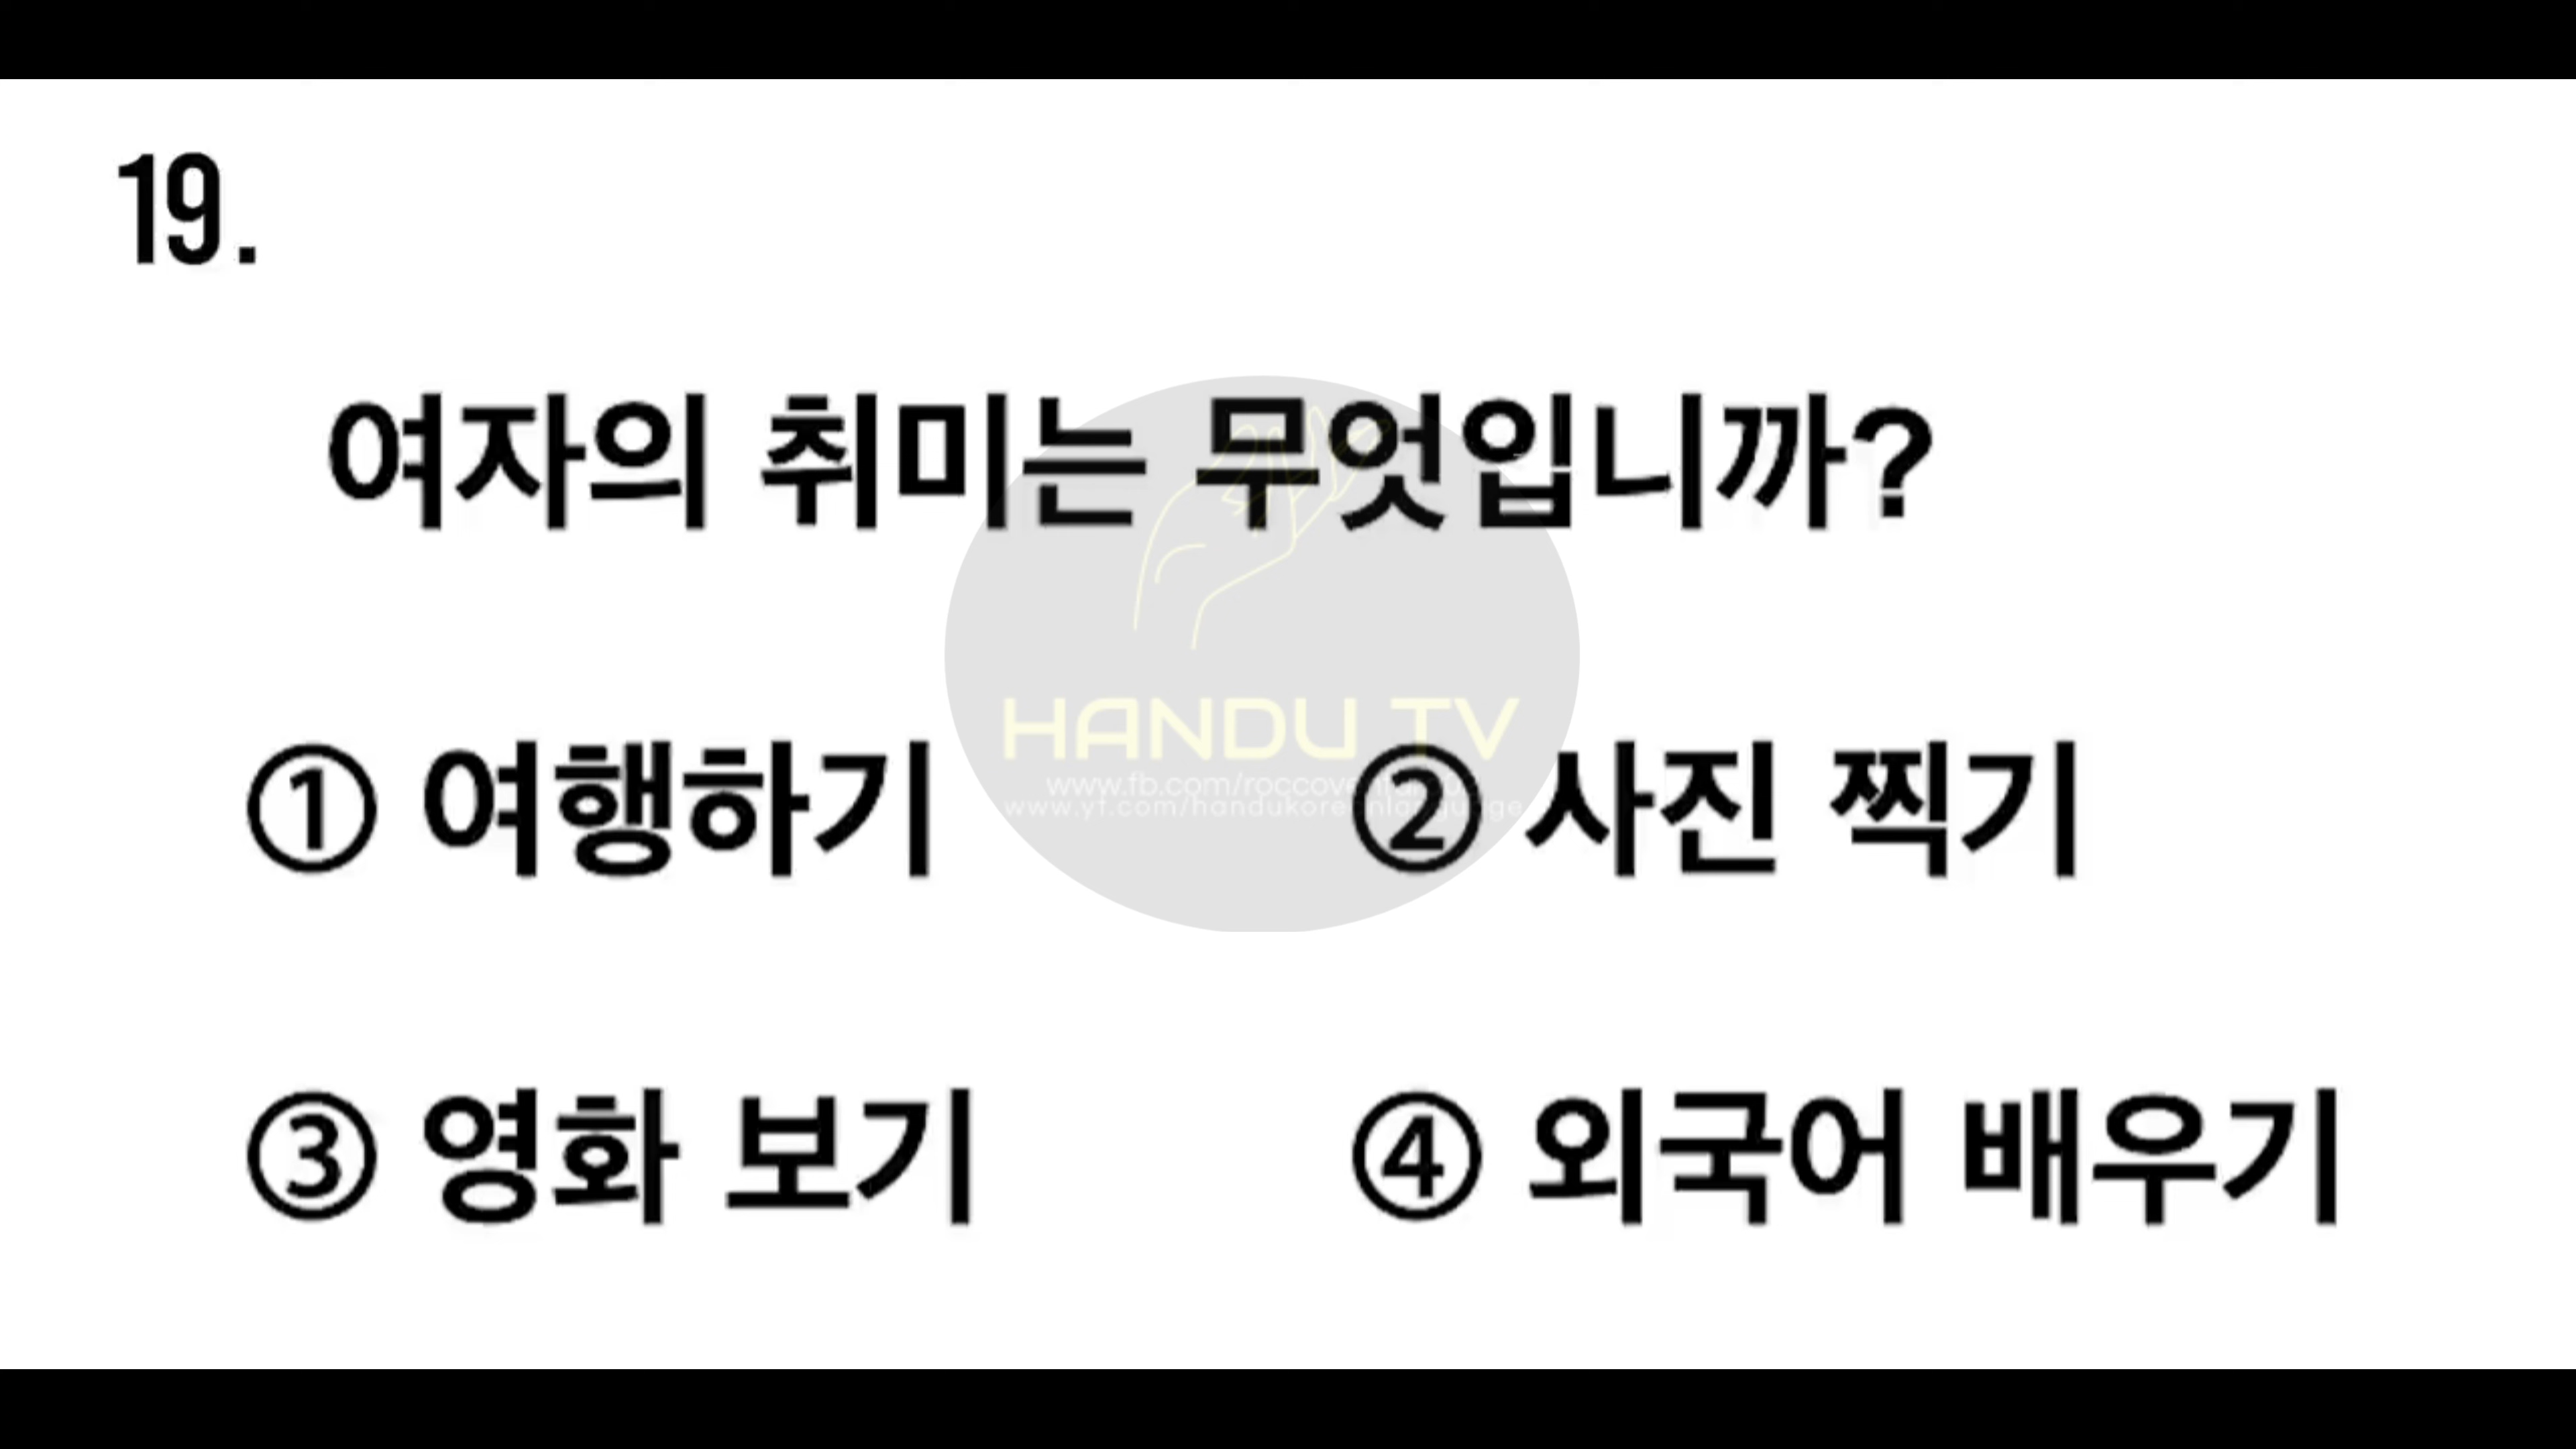 19.
여자의 취미는 무엇입니까?
HANDU TV
① 여행하기 ② 사진 찍기
③ 영화 보기 ④ 외국어 배우기